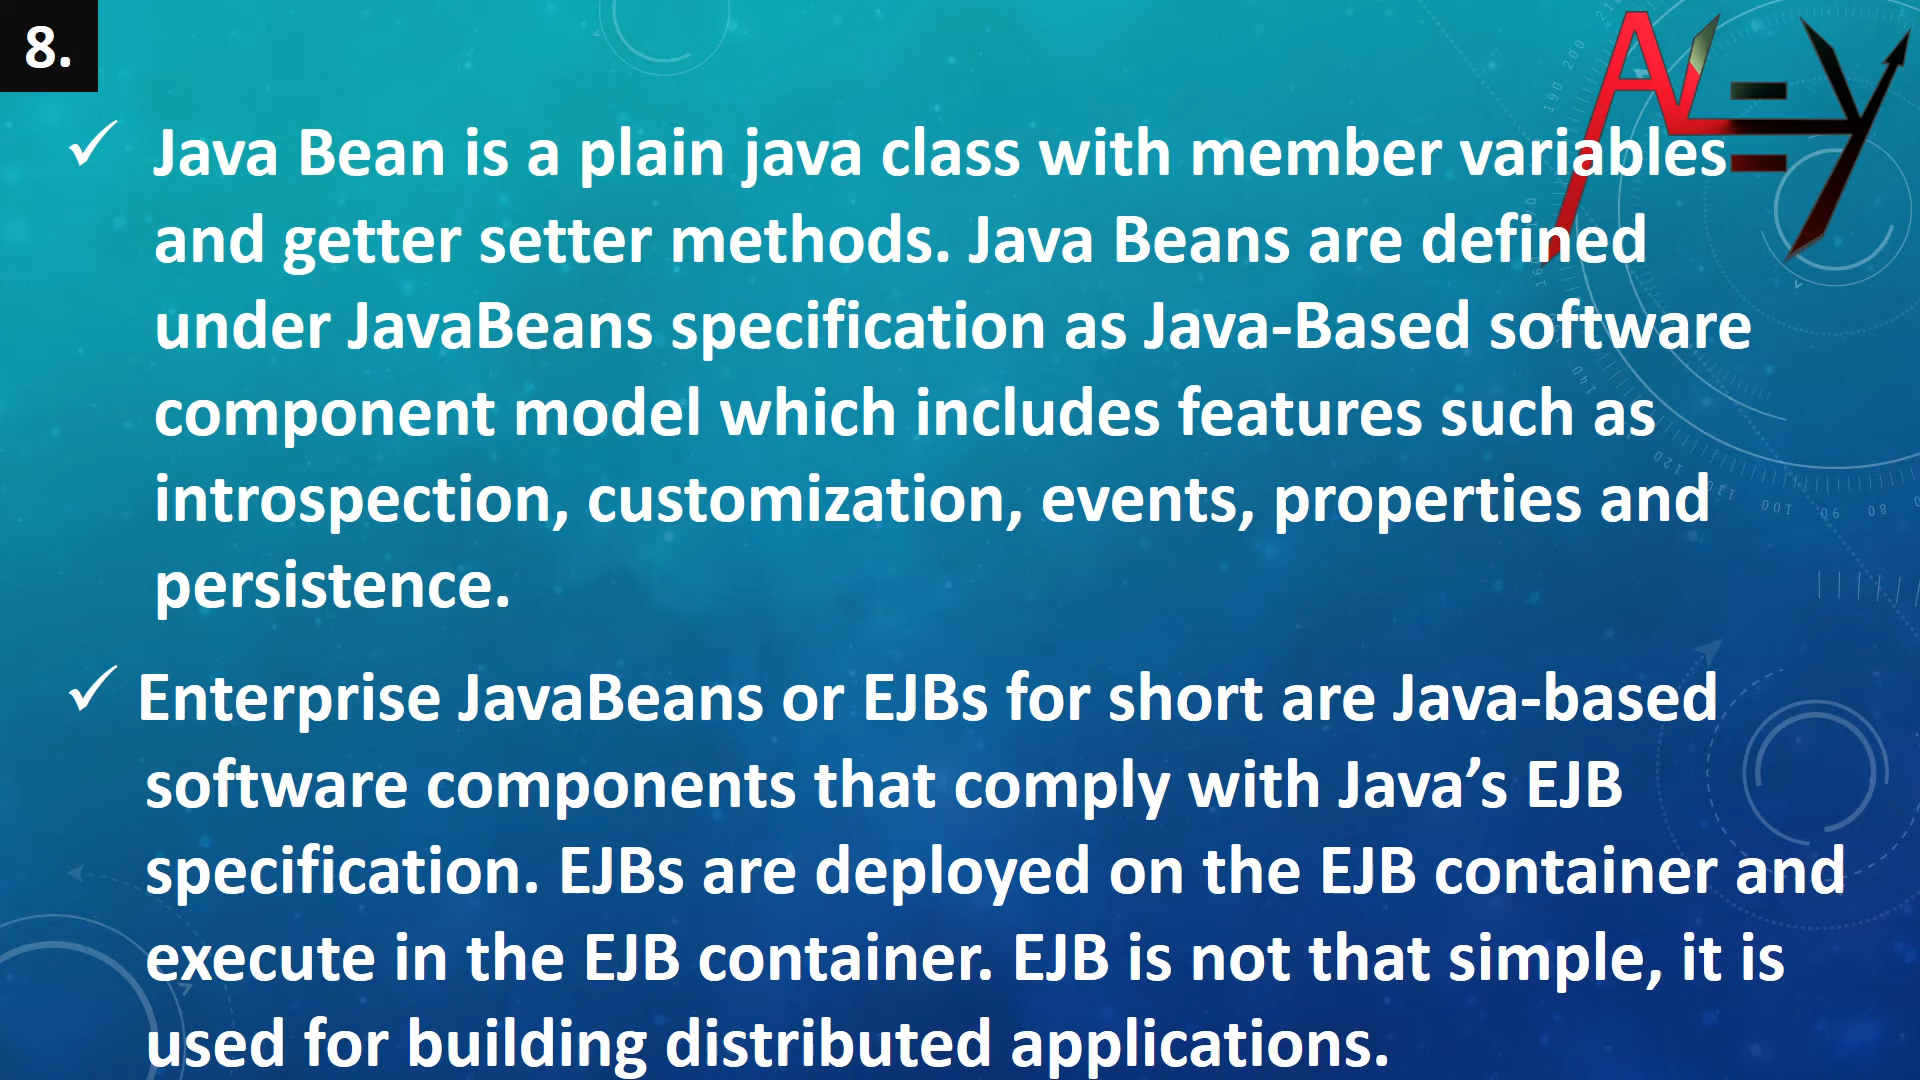 8.
✓ Java Bean is a plain java class with member variables
and getter setter methods. Java Beans are defined
under JavaBeans specification as Java-Based software
component model which includes features such as
introspection, customization, events, properties and
persistence.
✓ Enterprise JavaBeans or EJBs for short are Java-based
software components that comply with Java’s EJB
specification. EJBs are deployed on the EJB container and
execute in the EJB container. EJB is not that simple, it is
used for building distributed applications.